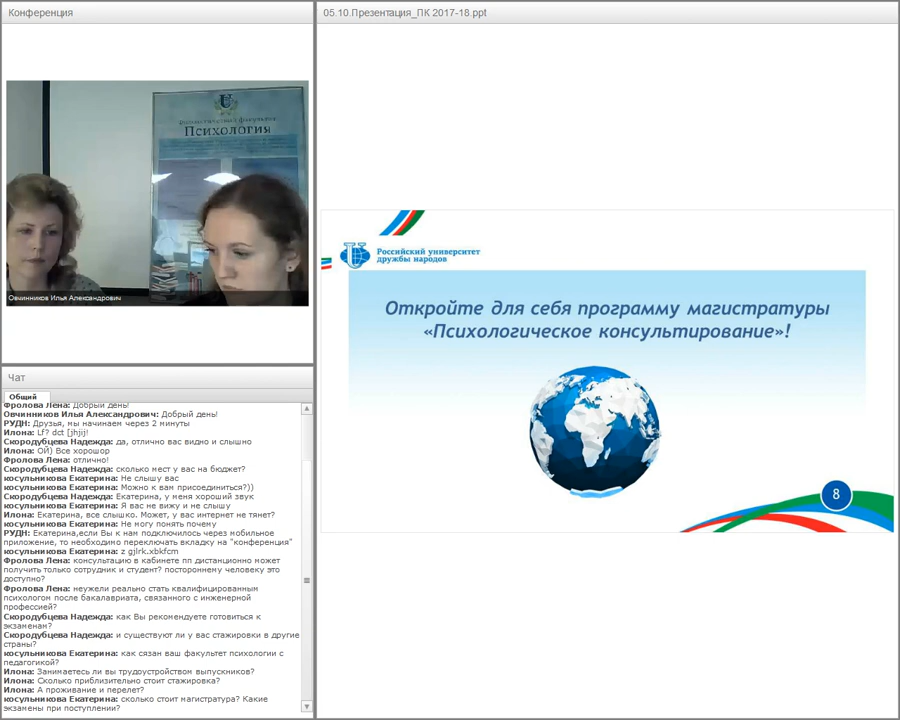 Конференция
Филологический факультет
Психология
Овчинников Илья Александрович
Чат
Общий
Фролова Лена: Добрый день!
Овчинников Илья Александрович: Добрый день!
РУДН: Друзья, мы начинаем через 2 минуты
Илона: Lf? dct [jhjij!
Скородубцева Надежда: да, отлично вас видно и слышно
Илона: ОЙ) Все хорошор
Фролова Лена: отлично!
Скородубцева Надежда: сколько мест у вас на бюджет?
косульникова Екатерина: Не слышу вас
косульникова Екатерина: Можно к вам присоединиться?))
Скородубцева Надежда: Екатерина, у меня хороший звук
косульникова Екатерина: Я вас не вижу и не слышу
Илона: Екатерина, все слышко. Может, у вас интернет не тянет?
косульникова Екатерина: Не могу понять почему
РУДН: Екатерина,если Вы к нам подключилось через мобильное
приложение, то необходимо переключать вкладку на "конференция"
косульникова Екатерина: z gjlrk.xbkfcm
Фролова Лена: консультацию в кабинете пп дистанционно может
получить только сотрудник и студент? постороннему человеку это
доступно?
Фролова Лена: неужели реально стать квалифицированным
психологом после бакалавриата, связанного с инженерной
профессией?
Скородубцева Надежда: как Вы рекомендуете готовиться к
экзаменам?
Скородубцева Надежда: и существуют ли у вас стажировки в другие
страны?
косульникова Екатерина: как сязан ваш факультет психологии с
педагогикой?
Илона: Занимаетесь ли вы трудоустройством выпускников?
Илона: Сколько приблизительно стоит стажировка?
Илона: А проживание и перелет?
косульникова Екатерина: сколько стоит магистратура? Какие
экзамены при поступлении?
05.10.Презентация_ПК 2017-18.ppt
Российский университет
дружбы народов
Откройте для себя программу магистратуры
«Психологическое консультирование»!
8